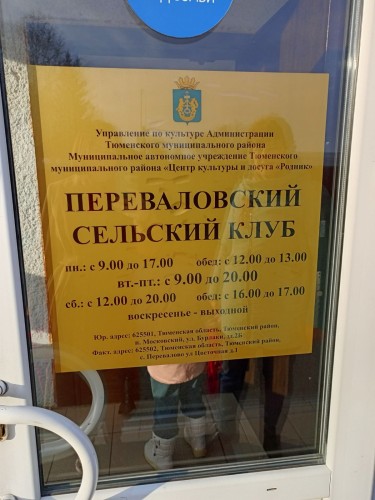 Управление по культуре Администрации
Тюменского муниципального района
Муниципальное автономное учреждение Тюменского
муниципального района «Центр культуры и досуга «Родник»
ПЕРЕВАЛОВСКИЙ
СЕЛЬСКИЙ КЛУБ
пн.: с 9.00 до 17.00 обед: с 12.00 до 13.00
вт.-пт.: с 9.00 до 20.00
сб.: с 12.00 до 20.00 обед: с 16.00 до 17.00
воскресенье - выходной
Юр. адрес: 625501, Тюменская область, Тюменский район,
п. Московский, ул. Бурлаки, ст.2Б
Факт. адрес: 625502, Тюменская область, Тюменский район,
с. Перевалово ул Цветочная д.1